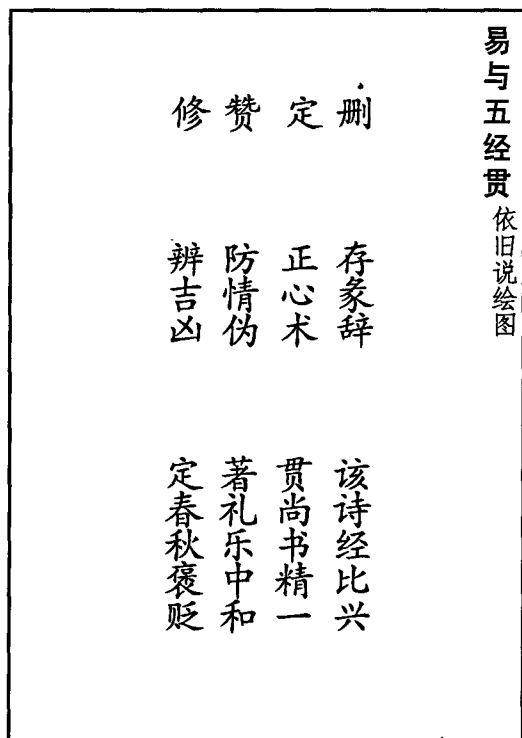 易与五经贯
依旧说绘图
删 存彖辞 该诗经比兴
定 正心术 贯尚书精一
赞 防情伪 著礼乐中和
修 辨吉凶 定春秋褒贬